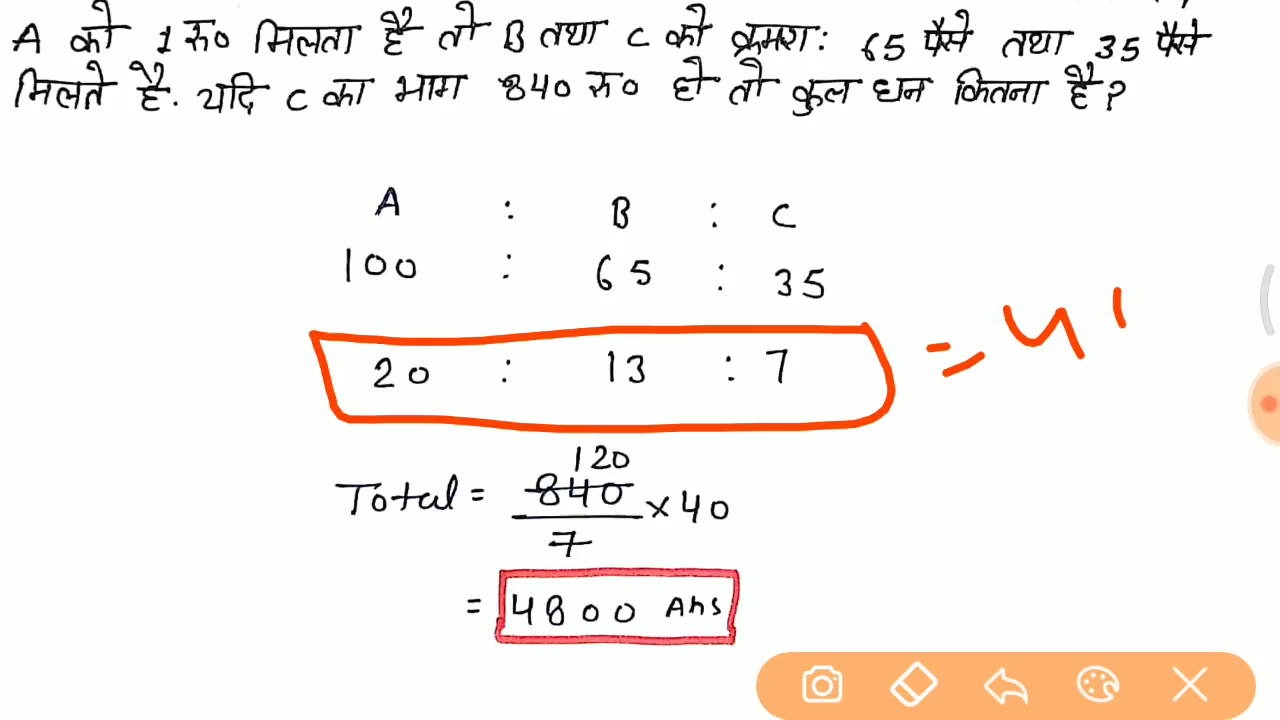 A को 1 रू० मिलता है तो B तथा C को क्रमश: 65 पैसे तथा 35 पैसे
मिलते है. यदि C का भाग 840 रू० हो तो कुल धन कितना है?
A : B : C
100 : 65 : 35
20 : 13 : 7 = 4
120
Total = 840/7 × 40
= 4800 Ans